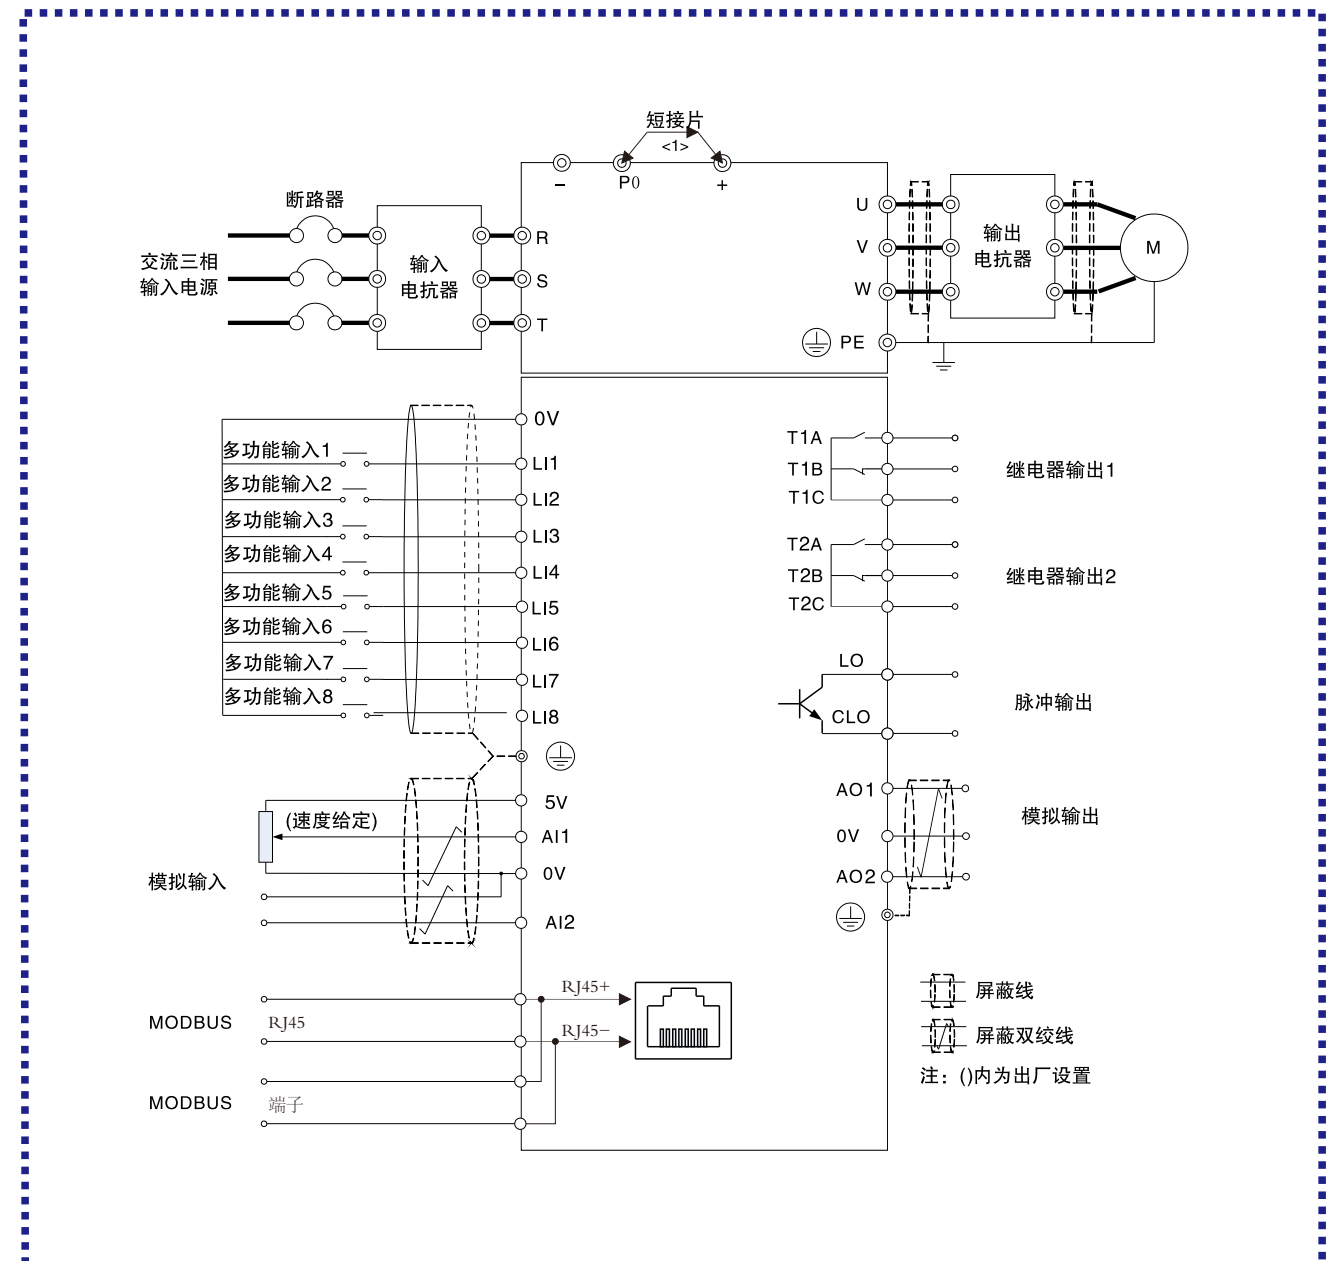 短接片
<1>
-
P0
+
断路器
交流三相
输入电源
输入
电抗器
R
S
T
U
V
W
PE
输出
电抗器
M
0V
多功能输入1
LI1
多功能输入2
LI2
多功能输入3
LI3
多功能输入4
LI4
多功能输入5
LI5
多功能输入6
LI6
多功能输入7
LI7
多功能输入8
LI8
T1A
T1B
T1C
继电器输出1
T2A
T2B
T2C
继电器输出2
LO
CLO
脉冲输出
5V
(速度给定)
AI1
0V
模拟输入
AI2
AO1
0V
AO2
模拟输出
MODBUS
RJ45
RJ45+
RJ45-
MODBUS
端子
屏蔽线
屏蔽双绞线
注：()内为出厂设置